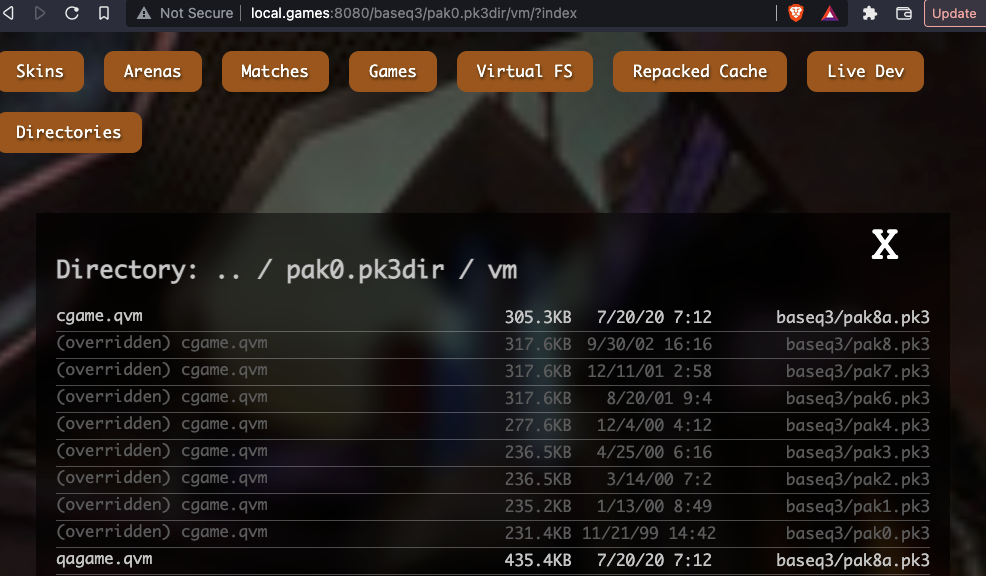 Not Secure local.games:8080/baseq3/pak0.pk3dir/vm/?index Update
Skins Arenas Matches Games Virtual FS Repacked Cache Live Dev
Directories
X
Directory: .. / pak0.pk3dir / vm
cgame.qvm 305.3KB 7/20/20 7:12 baseq3/pak8a.pk3
(overridden) cgame.qvm 317.6KB 9/30/02 16:16 baseq3/pak8.pk3
(overridden) cgame.qvm 317.6KB 12/11/01 2:58 baseq3/pak7.pk3
(overridden) cgame.qvm 317.6KB 8/20/01 9:4 baseq3/pak6.pk3
(overridden) cgame.qvm 277.6KB 12/4/00 4:12 baseq3/pak4.pk3
(overridden) cgame.qvm 236.5KB 4/25/00 6:16 baseq3/pak3.pk3
(overridden) cgame.qvm 236.5KB 3/14/00 7:2 baseq3/pak2.pk3
(overridden) cgame.qvm 235.2KB 1/13/00 8:49 baseq3/pak1.pk3
(overridden) cgame.qvm 231.4KB 11/21/99 14:42 baseq3/pak0.pk3
qagame.qvm 435.4KB 7/20/20 7:12 baseq3/pak8a.pk3